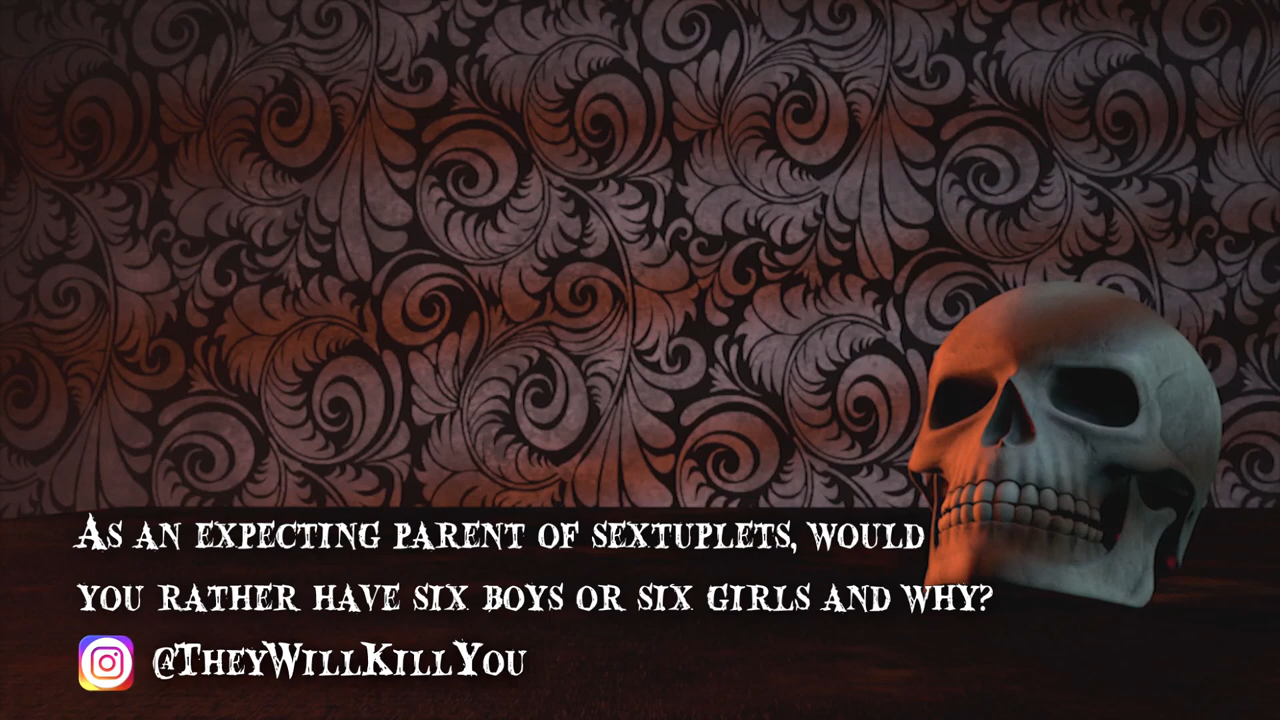 As an expecting parent of sextuplets, would
you rather have six boys or six girls and why?
@TheyWillKillYou